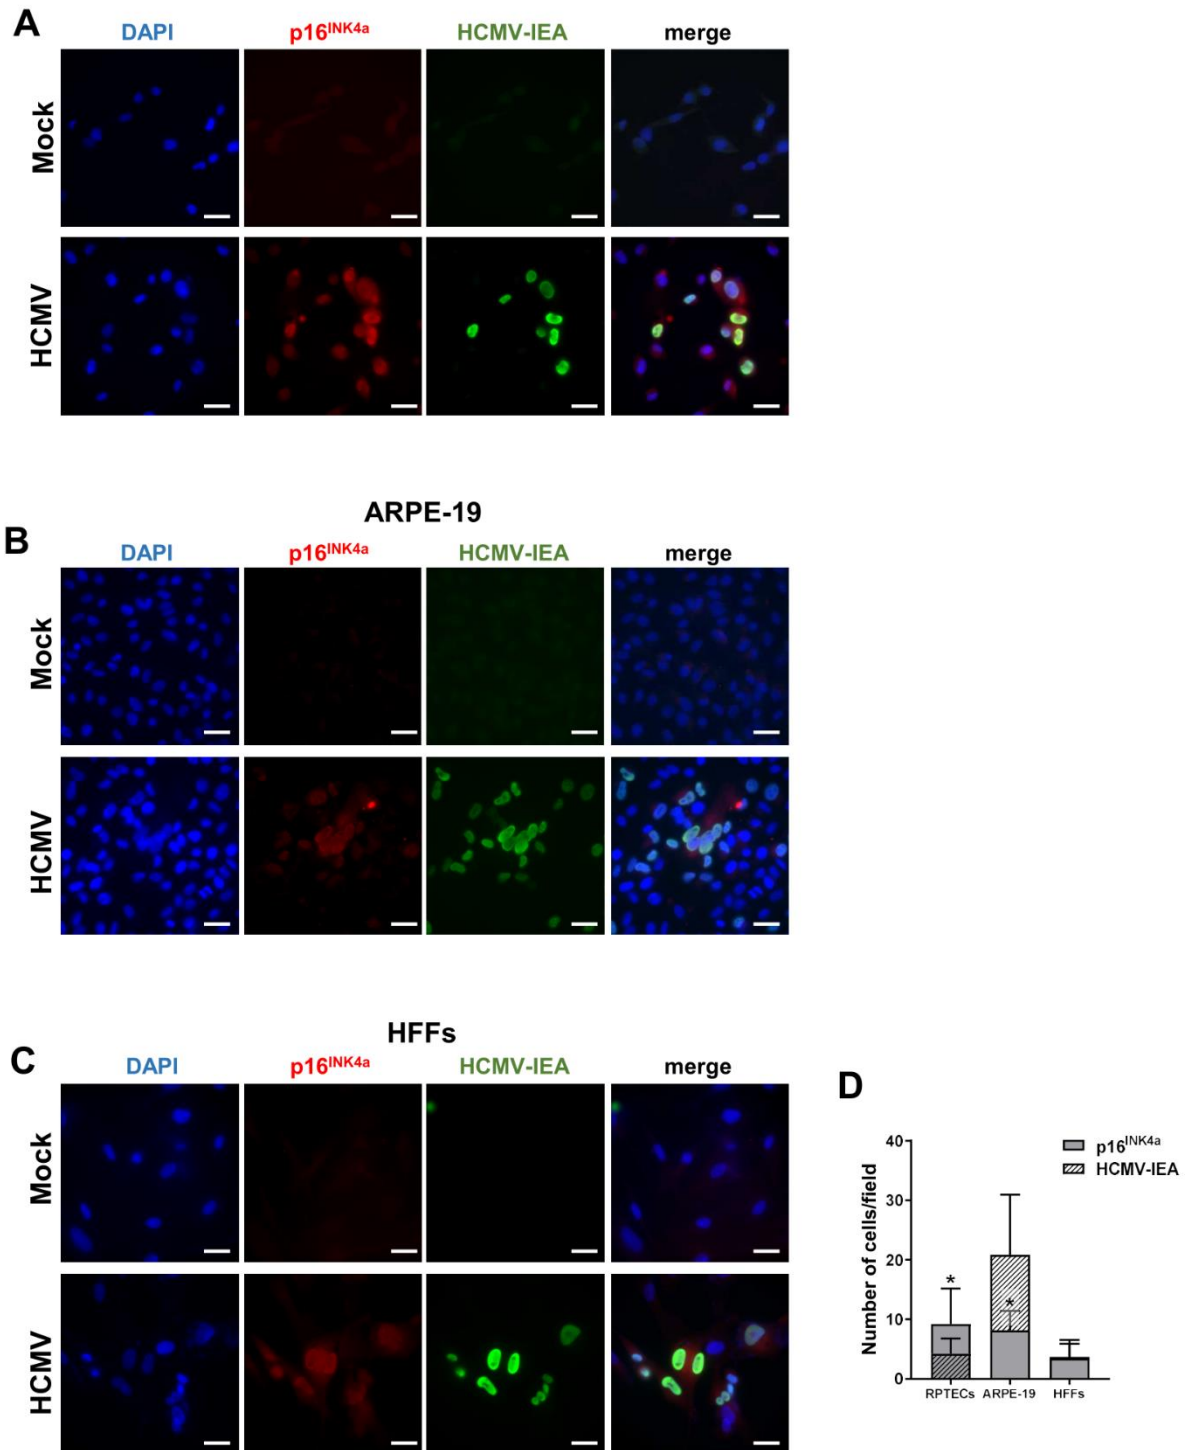 A
DAPI p16INK4a HCMV-IEA merge
Mock
HCMV
ARPE-19
B
DAPI p16INK4a HCMV-IEA merge
Mock
HCMV
HFFs
C
DAPI p16INK4a HCMV-IEA merge
Mock
HCMV
D
Number of cells/field
40
30
20
10
0
p16INK4a
HCMV-IEA
*
*
RPTECs ARPE-19 HFFs